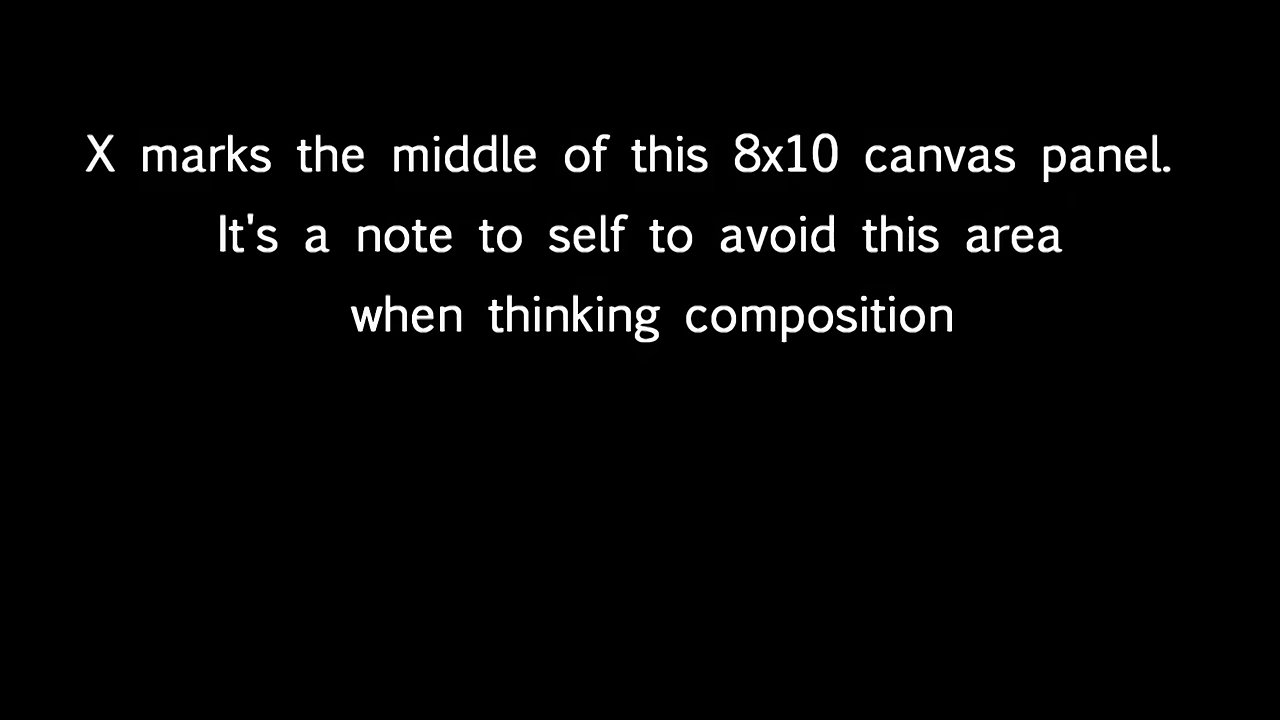 X marks the middle of this 8x10 canvas panel.
It's a note to self to avoid this area
when thinking composition